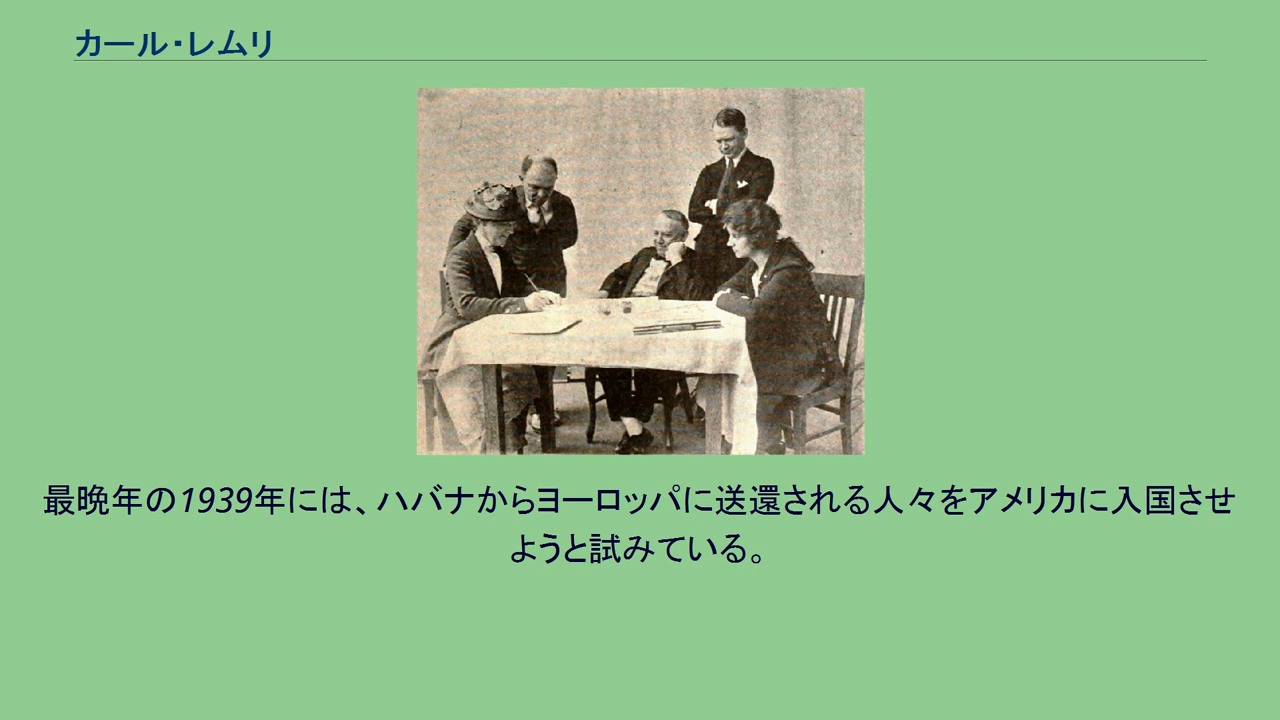 カール・レムリ
最晩年の1939年には、ハバナからヨーロッパに送還される人々をアメリカに入国させ
ようと試みている。